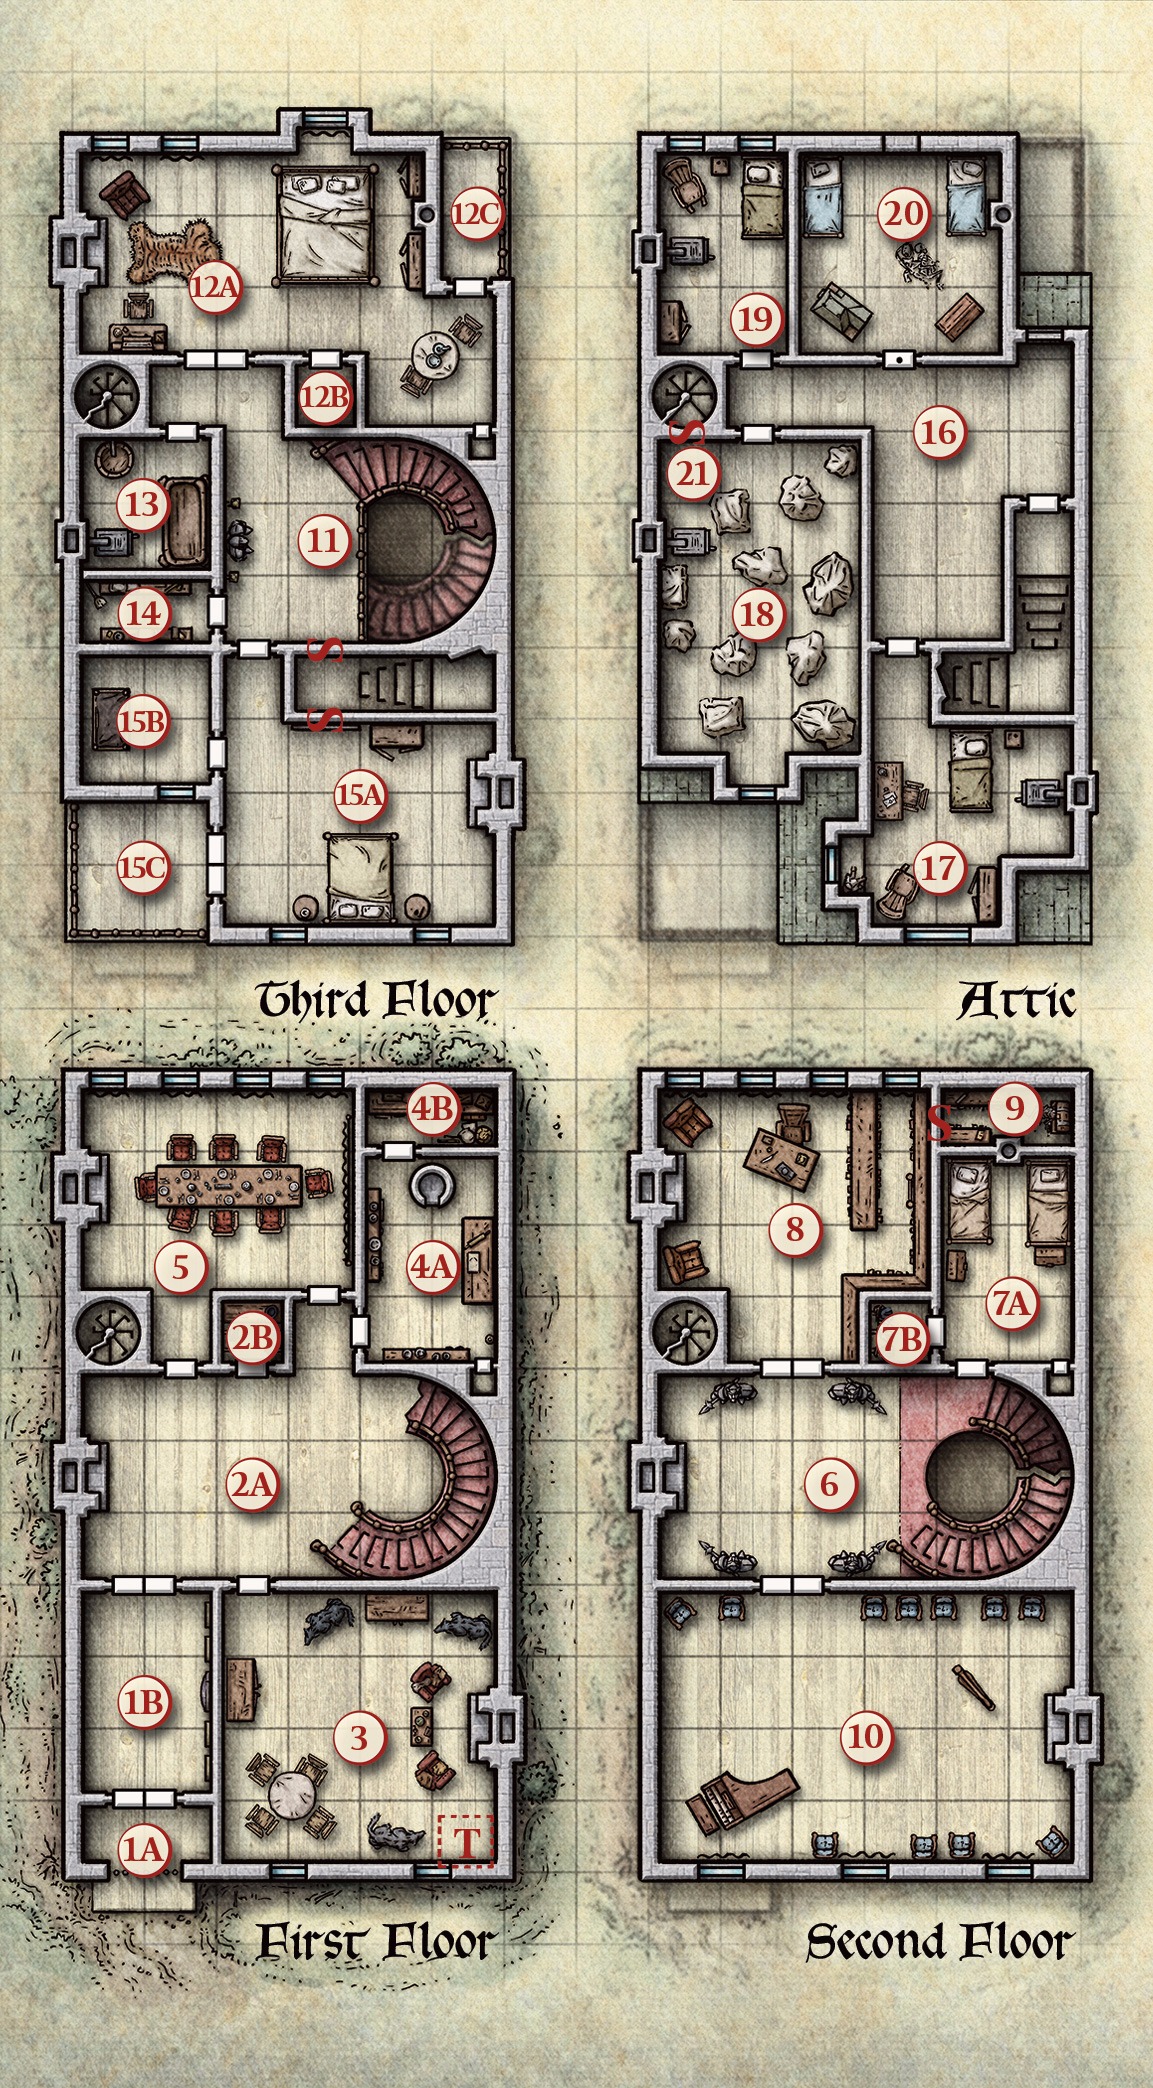 12C
12A
12B
13
11
14
S
15B
S
15A
15C
Third Floor
20
19
16
S
21
18
17
Attic
4B
5
4A
2B
2A
1B
3
1A
T
First Floor
S
9
8
7A
7B
6
10
Second Floor